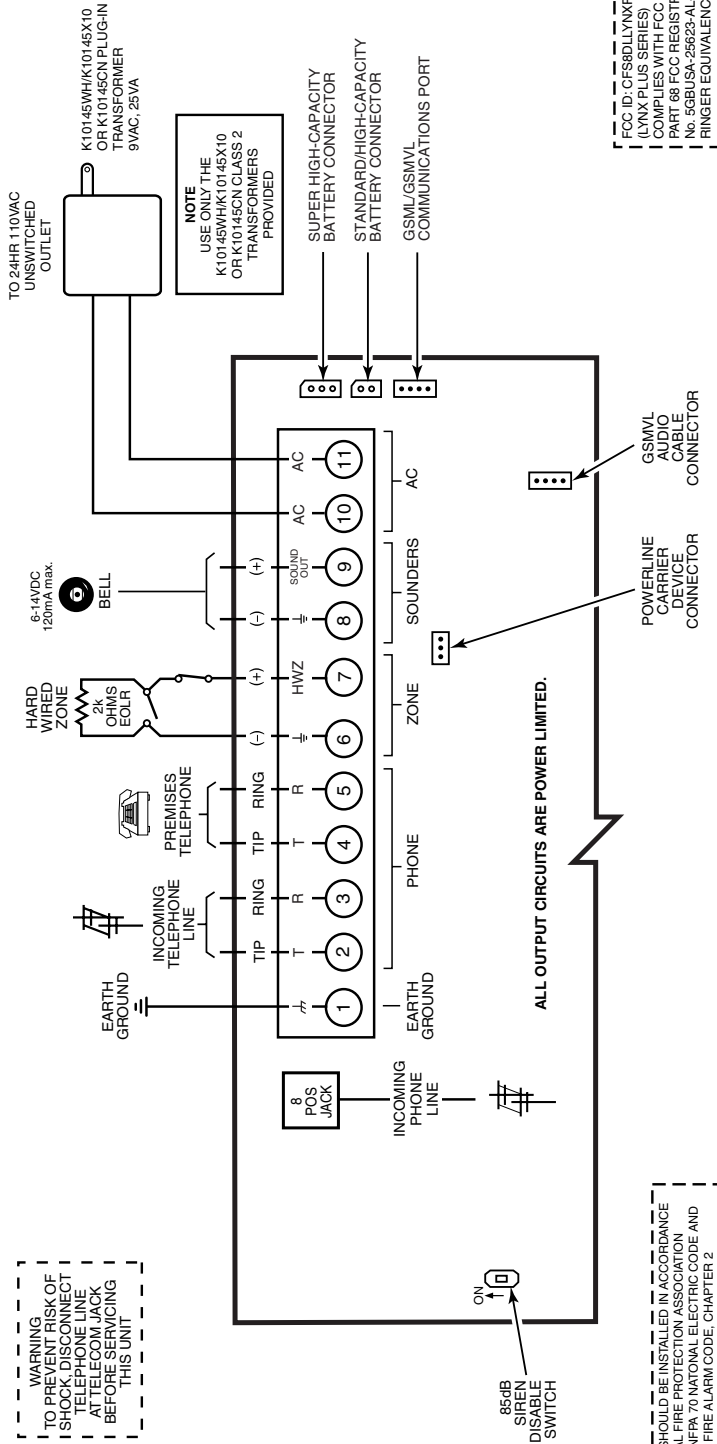 WARNING
TO PREVENT RISK OF
SHOCK, DISCONNECT
TELEPHONE LINE
AT TELECOM JACK
BEFORE SERVICING
THIS UNIT
EARTH
GROUND
INCOMING
TELEPHONE
LINE
PREMISES
TELEPHONE
HARD
WIRED
ZONE
2k
OHMS
EOLR
6-14VDC
120mA max.
BELL
TO 24HR 110VAC
UNSWITCHED
OUTLET
K10145WH/K10145X10
OR K10145CN PLUG-IN
TRANSFORMER
9VAC, 25VA
NOTE
USE ONLY THE
K10145WH/K10145X10
OR K10145CN CLASS 2
TRANSFORMERS
PROVIDED
TIP RING TIP RING (–) (+) (–) (+)
T R T R HWZ SOUND OUT AC AC
1 2 3 4 5 6 7 8 9 10 11
EARTH
GROUND
PHONE
ZONE
SOUNDERS
AC
SUPER HIGH-CAPACITY
BATTERY CONNECTOR
STANDARD/HIGH-CAPACITY
BATTERY CONNECTOR
GSML/GSMVL
COMMUNICATIONS PORT
8
POS
JACK
INCOMING
PHONE
LINE
ON
85dB
SIREN
DISABLE
SWITCH
ALL OUTPUT CIRCUITS ARE POWER LIMITED.
POWERLINE
CARRIER
DEVICE
CONNECTOR
GSMVL
AUDIO
CABLE
CONNECTOR
SHOULD BE INSTALLED IN ACCORDANCE
AL FIRE PROTECTION ASSOCIATION
NFPA 70 NATONAL ELECTRIC CODE AND
FIRE ALARM CODE, CHAPTER 2
FCC ID: CFS8DLLYNXP
(LYNX PLUS SERIES)
COMPLIES WITH FCC
PART 68 FCC REGISTR
No. 5GBUSA-25623-AL
RINGER EQUIVALENC